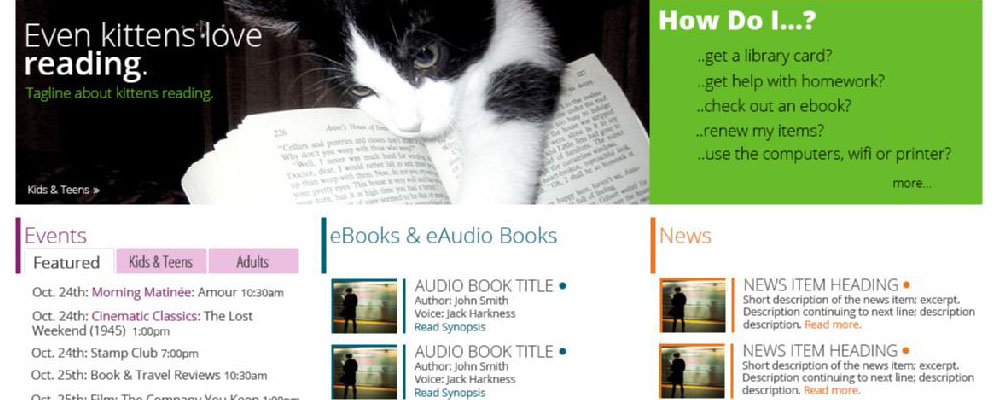 Even kittens love
reading.
Tagline about kittens reading.
Kids & Teens »
226
How Do I...?
..get a library card?
..get help with homework?
..check out an ebook?
..renew my items?
..use the computers, wifi or printer?
more...
Events
Featured
Kids & Teens
Adults
Oct. 24th: Morning Matinée: Amour 10:30am
Oct. 24th: Cinematic Classics: The Lost
Weekend (1945) 1:00pm
Oct. 24th: Stamp Club 7:00pm
Oct. 25th: Book & Travel Reviews 10:30am
Oct. 25th: Film: The Company You Keep 1:00pm
eBooks & eAudio Books
AUDIO BOOK TITLE •
Author: John Smith
Voice: Jack Harkness
Read Synopsis
AUDIO BOOK TITLE •
Author: John Smith
Voice: Jack Harkness
Read Synopsis
News
NEWS ITEM HEADING •
Short description of the news item; excerpt.
Description continuing to next line; description
description. Read more.
NEWS ITEM HEADING •
Short description of the news item; excerpt.
Description continuing to next line; description
description. Read more.